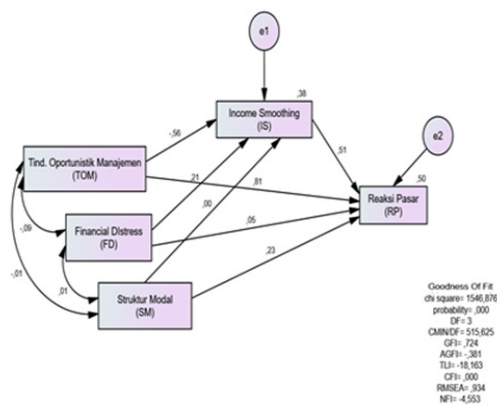 e1
,38
Income Smoothing
(IS)
e2
-,56
,51
Tind. Oportunistik Manajemen
(TOM)
,21
,81
,50
Reaksi Pasar
(RP)
,00
-,09
Financial DIstress
(FD)
,05
-,01
,01
,23
Struktur Modal
(SM)
Goodness Of Fit
chi square= 1546,876
probability= ,000
DF= 3
CMIN/DF= 515,625
GFI= ,724
AGFI= -,381
TLI= -18,163
CFI= ,000
RMSEA= ,934
NFI= -4,553